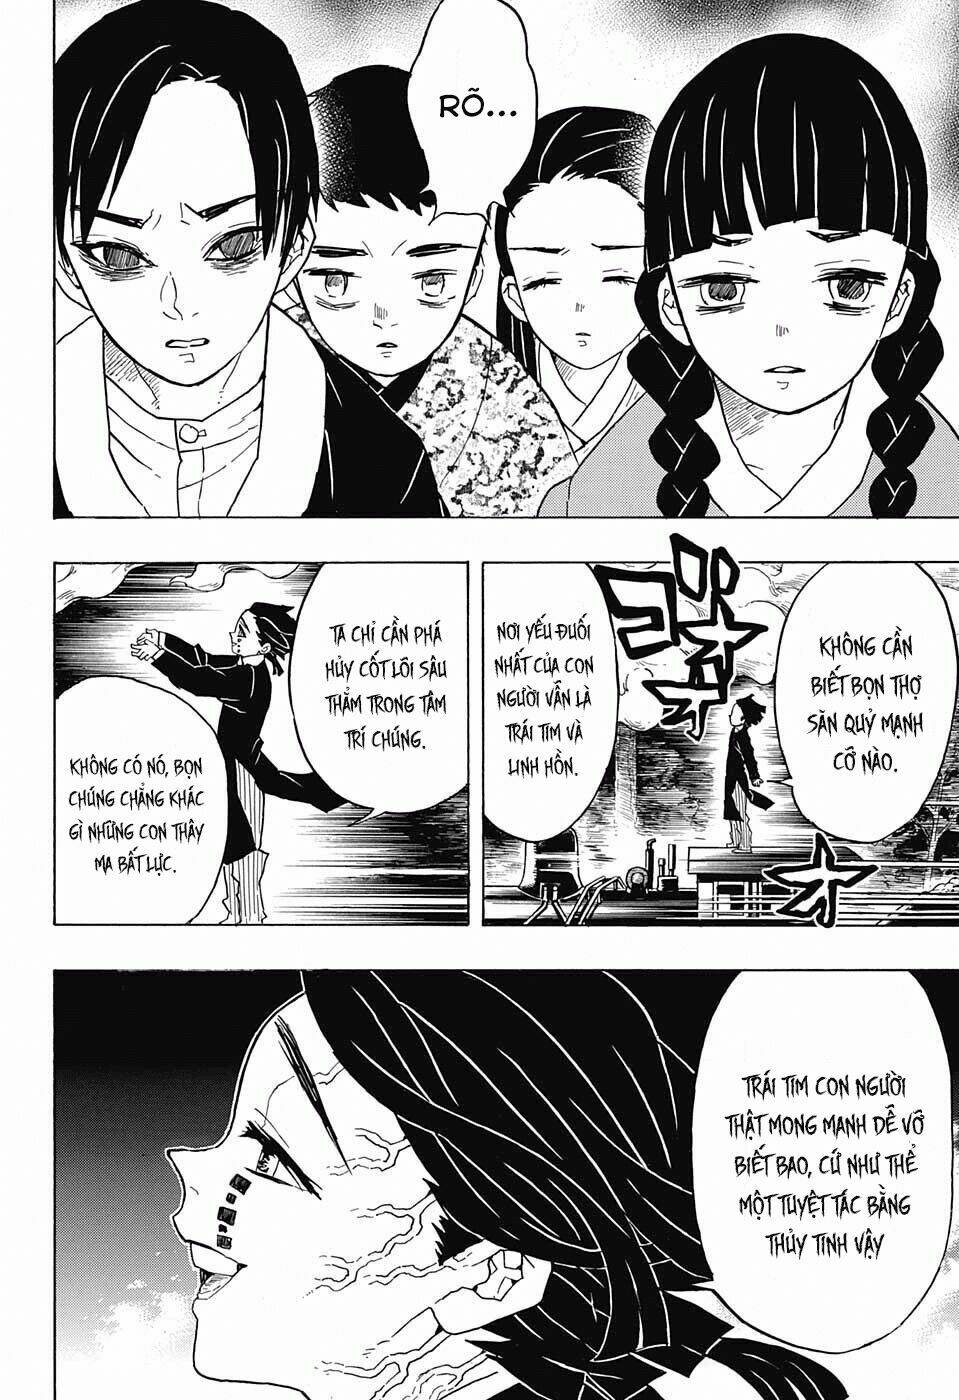 RÕ...
KHÔNG CẦN
BIẾT BỌN THỢ
SĂN QUỶ MẠNH
CỠ NÀO.
NƠI YẾU ĐUỐI
NHẤT CỦA CON
NGƯỜI VẪN LÀ
TRÁI TIM VÀ
LINH HỒN.
TA CHỈ CẦN PHÁ
HỦY CỐT LÕI SÂU
THẲM TRONG TÂM
TRÍ CHÚNG.
KHÔNG CÓ NÓ, BỌN
CHÚNG CHẲNG KHÁC
GÌ NHỮNG CON THÂY
MA BẤT LỰC.
TRÁI TIM CON NGƯỜI
THẬT MONG MANH DỄ VỠ
BIẾT BAO, CỨ NHƯ THỂ
MỘT TUYỆT TÁC BẰNG
THỦY TINH VẬY